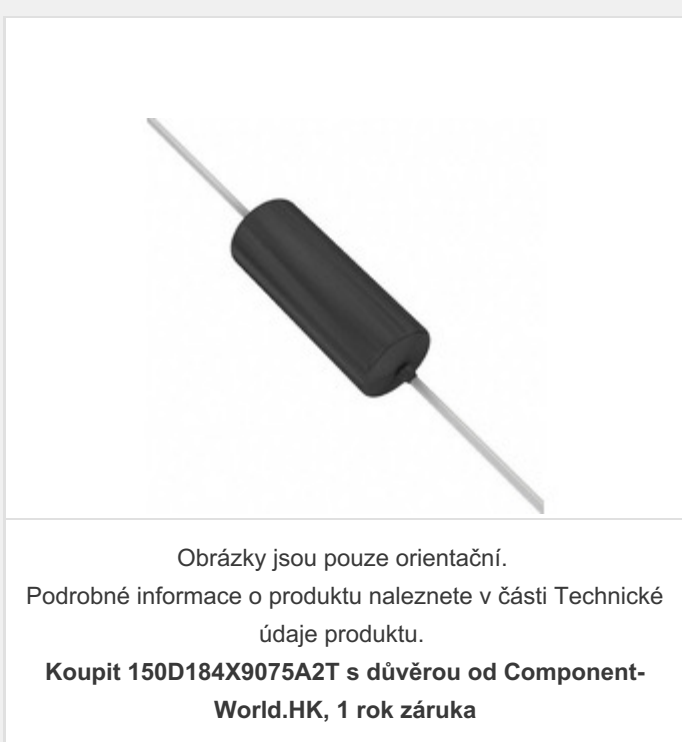 Obrázky jsou pouze orientační.
Podrobné informace o produktu naleznete v části Technické
údaje produktu.
Koupit 150D184X9075A2T s důvěrou od Component-
World.HK, 1 rok záruka